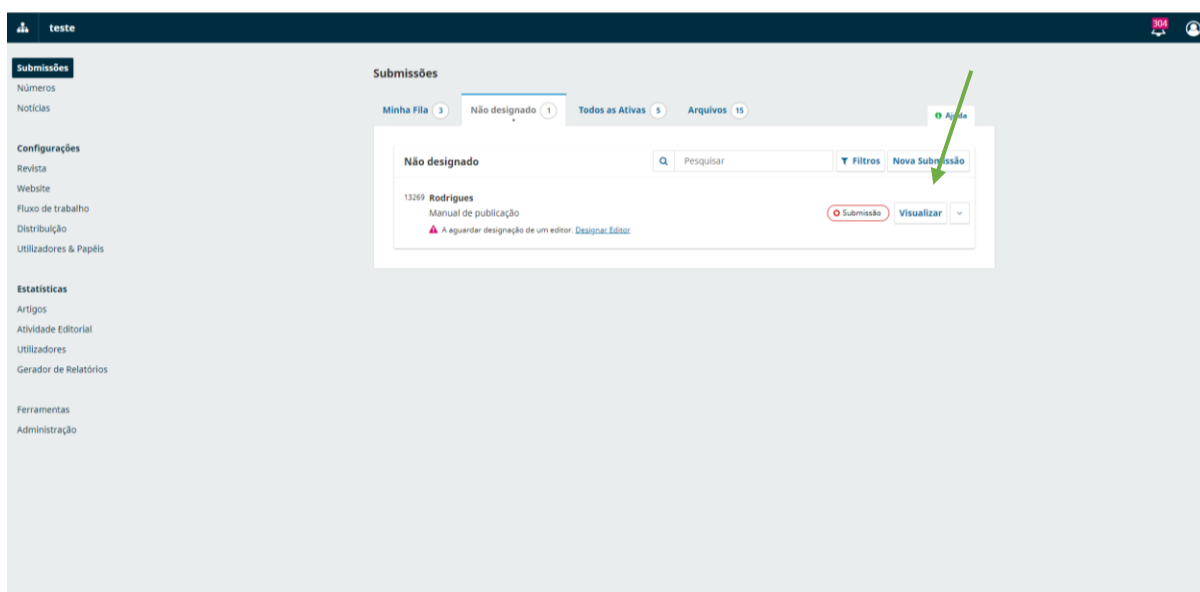 teste
304
Submissões
Números
Notícias
Configurações
Revista
Website
Fluxo de trabalho
Distribuição
Utilizadores & Papéis
Estatísticas
Artigos
Atividade Editorial
Utilizadores
Gerador de Relatórios
Ferramentas
Administração
Submissões
Minha Fila 3 Não designado 1 Todos as Ativas 5 Arquivos 15
Ajuda
Não designado Pesquisar Filtros Nova Submissão
13269 Rodrigues
Manual de publicação
Submissão Visualizar
A aguardar designação de um editor. Designar Editor